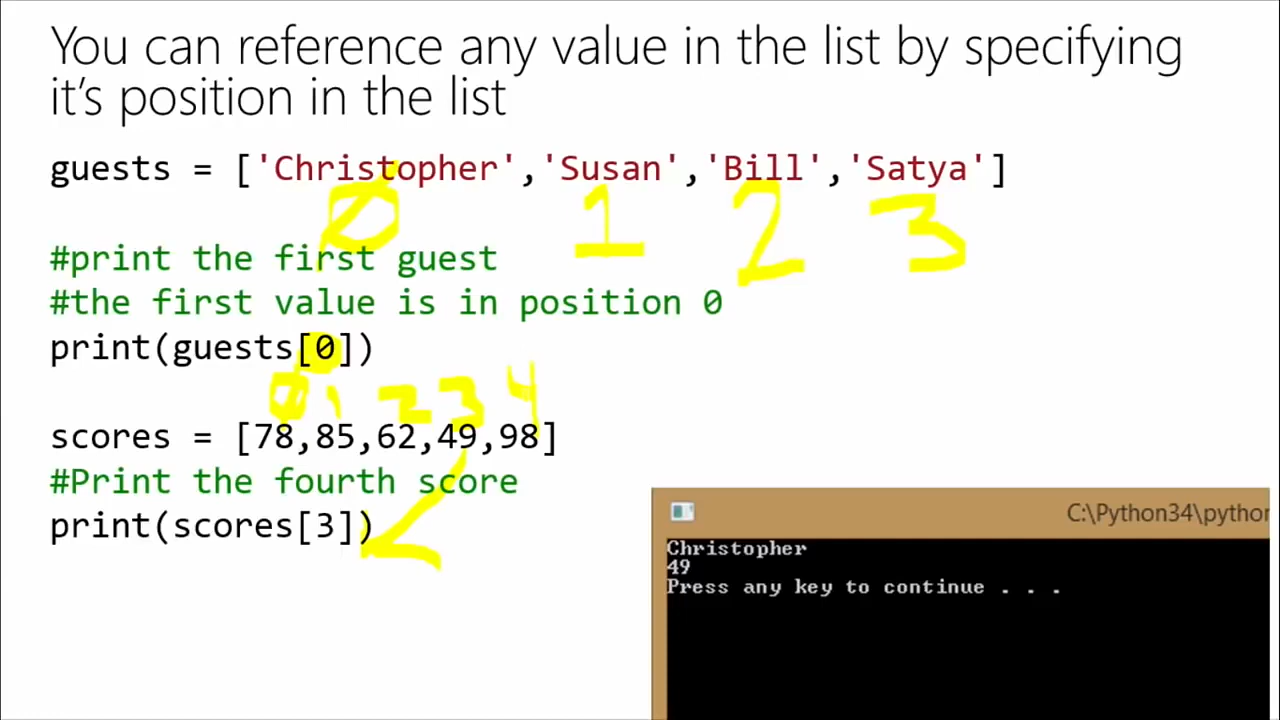 You can reference any value in the list by specifying
it's position in the list
guests = ['Christopher','Susan','Bill','Satya']
0 1 2 3
#print the first guest
#the first value is in position 0
print(guests[0])
0 1 2 3 4
scores = [78,85,62,49,98]
#Print the fourth score
print(scores[3])
C:\Python34\python
Christopher
49
Press any key to continue . . .